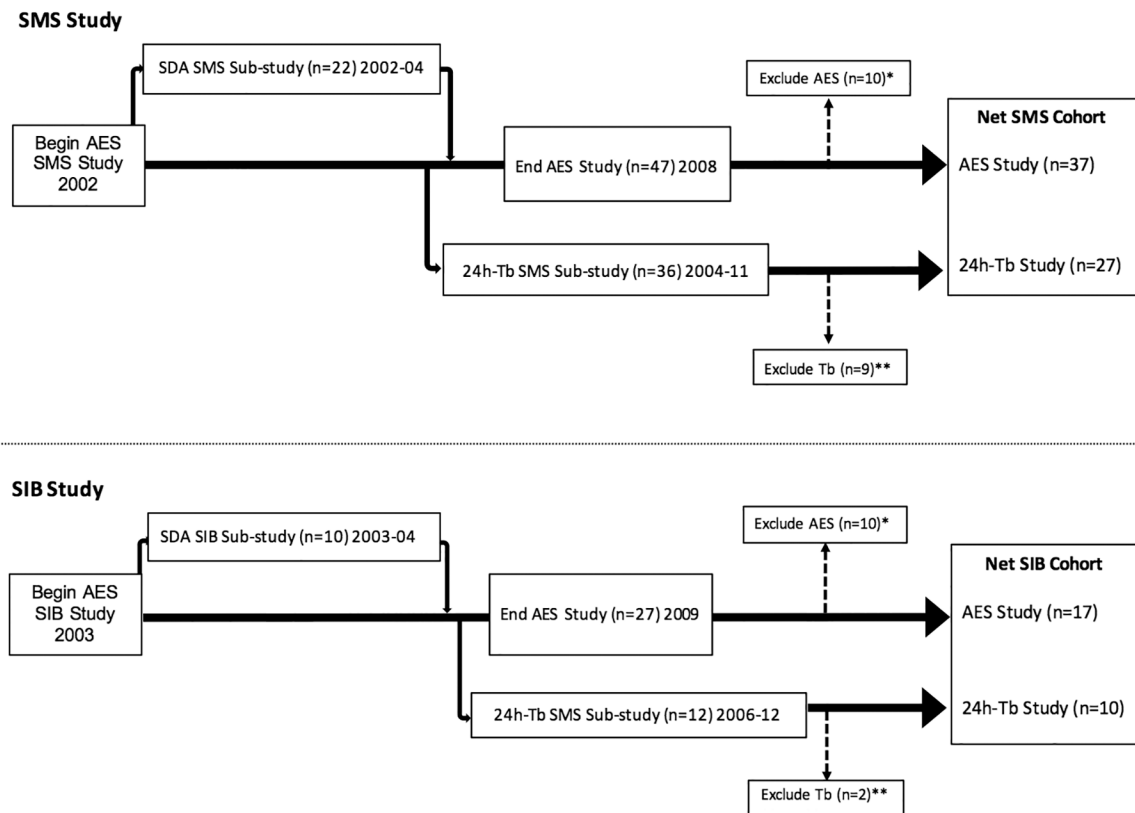 SMS Study
SDA SMS Sub-study (n=22) 2002-04
Exclude AES (n=10)*
Begin AES
SMS Study
2002
End AES Study (n=47) 2008
Net SMS Cohort
AES Study (n=37)
24h-Tb Study (n=27)
24h-Tb SMS Sub-study (n=36) 2004-11
Exclude Tb (n=9)**
SIB Study
SDA SIB Sub-study (n=10) 2003-04
Exclude AES (n=10)*
Begin AES
SIB Study
2003
End AES Study (n=27) 2009
Net SIB Cohort
AES Study (n=17)
24h-Tb Study (n=10)
24h-Tb SMS Sub-study (n=12) 2006-12
Exclude Tb (n=2)**